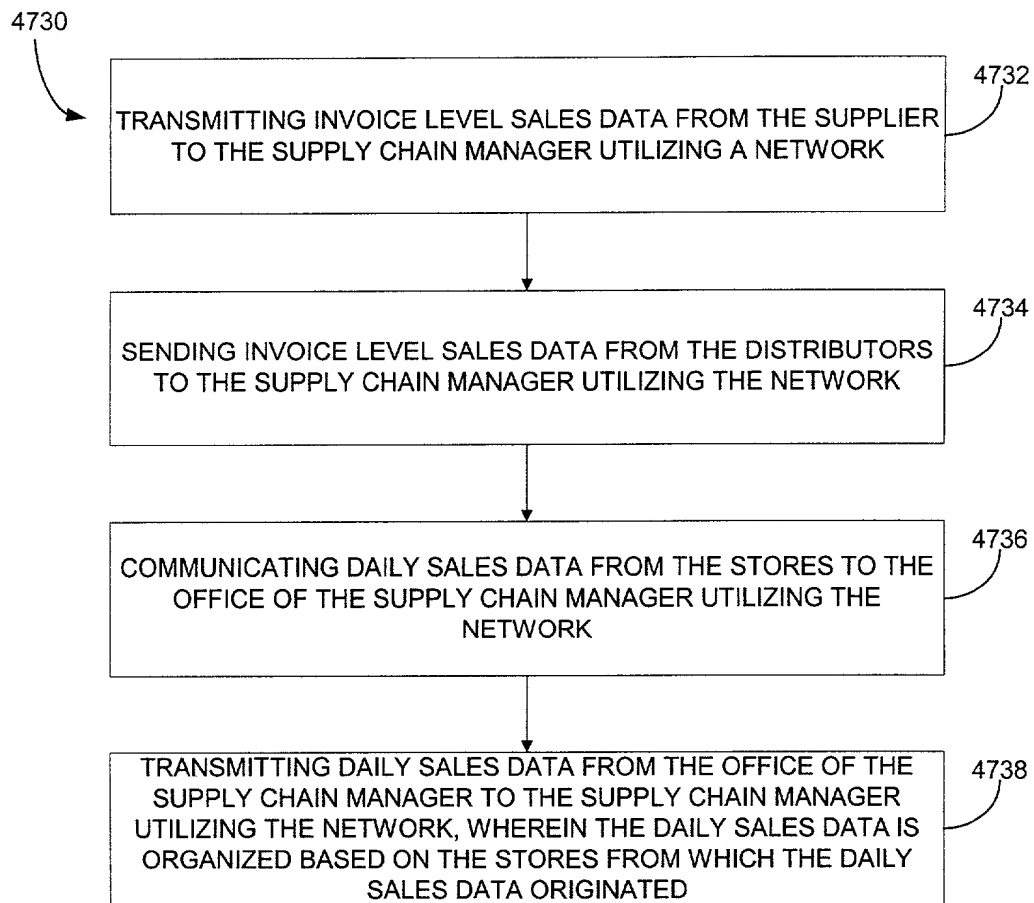 4730
4732
TRANSMITTING INVOICE LEVEL SALES DATA FROM THE SUPPLIER
TO THE SUPPLY CHAIN MANAGER UTILIZING A NETWORK
4734
SENDING INVOICE LEVEL SALES DATA FROM THE DISTRIBUTORS
TO THE SUPPLY CHAIN MANAGER UTILIZING THE NETWORK
4736
COMMUNICATING DAILY SALES DATA FROM THE STORES TO THE
OFFICE OF THE SUPPLY CHAIN MANAGER UTILIZING THE
NETWORK
4738
TRANSMITTING DAILY SALES DATA FROM THE OFFICE OF THE
SUPPLY CHAIN MANAGER TO THE SUPPLY CHAIN MANAGER
UTILIZING THE NETWORK, WHEREIN THE DAILY SALES DATA IS
ORGANIZED BASED ON THE STORES FROM WHICH THE DAILY
SALES DATA ORIGINATED